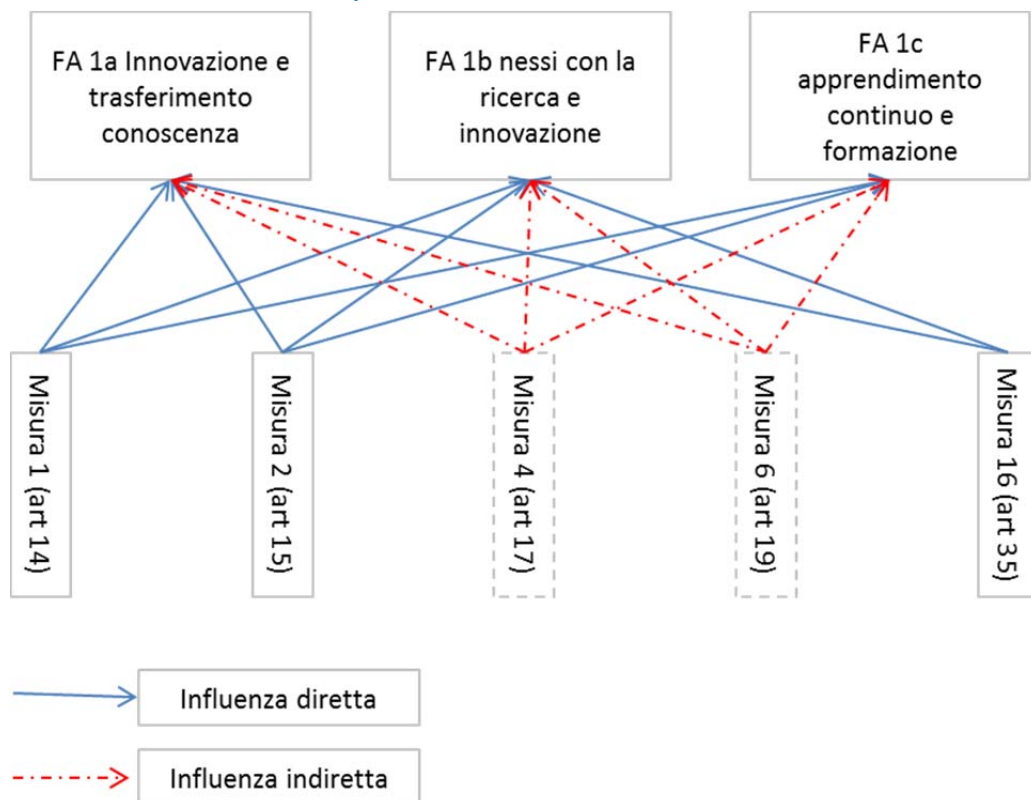 FA 1a Innovazione e
trasferimento
conoscenza
FA 1b nessi con la
ricerca e
innovazione
FA 1c
apprendimento
continuo e
formazione
Misura 1 (art 14)
Misura 2 (art 15)
Misura 4 (art 17)
Misura 6 (art 19)
Misura 16 (art 35)
Influenza diretta
Influenza indiretta